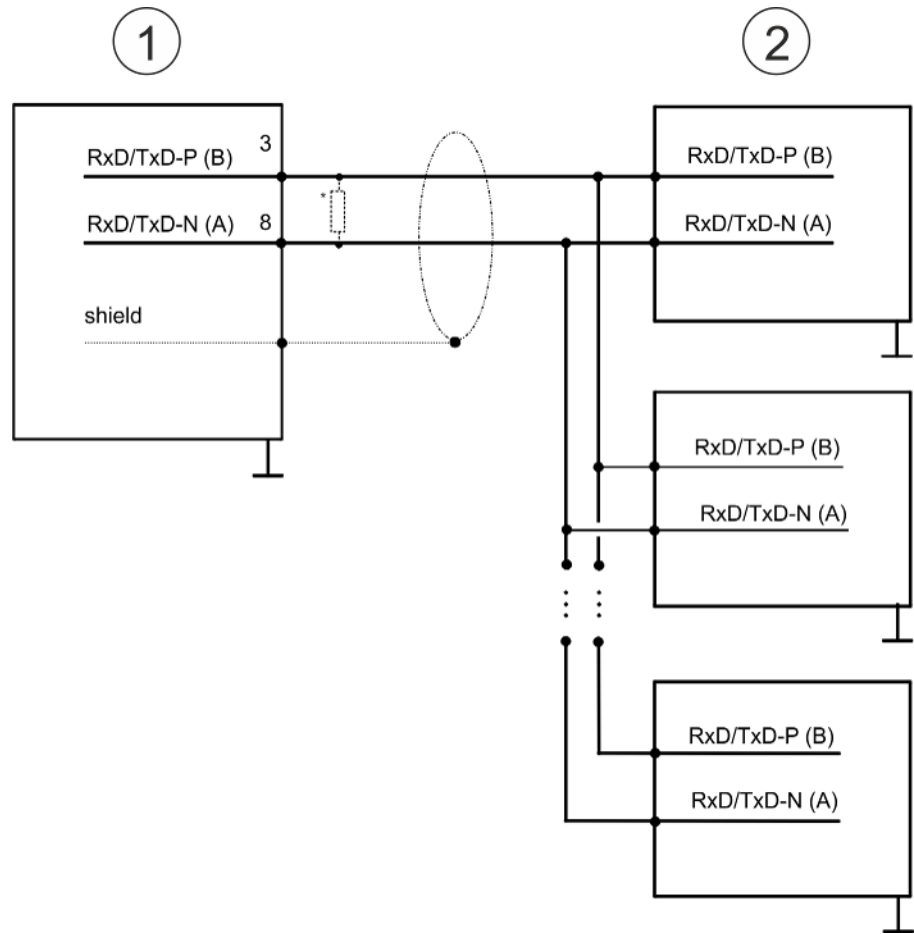 1
2
RxD/TxD-P (B)
3
RxD/TxD-N (A)
8
*
shield
RxD/TxD-P (B)
RxD/TxD-N (A)
RxD/TxD-P (B)
RxD/TxD-N (A)
RxD/TxD-P (B)
RxD/TxD-N (A)